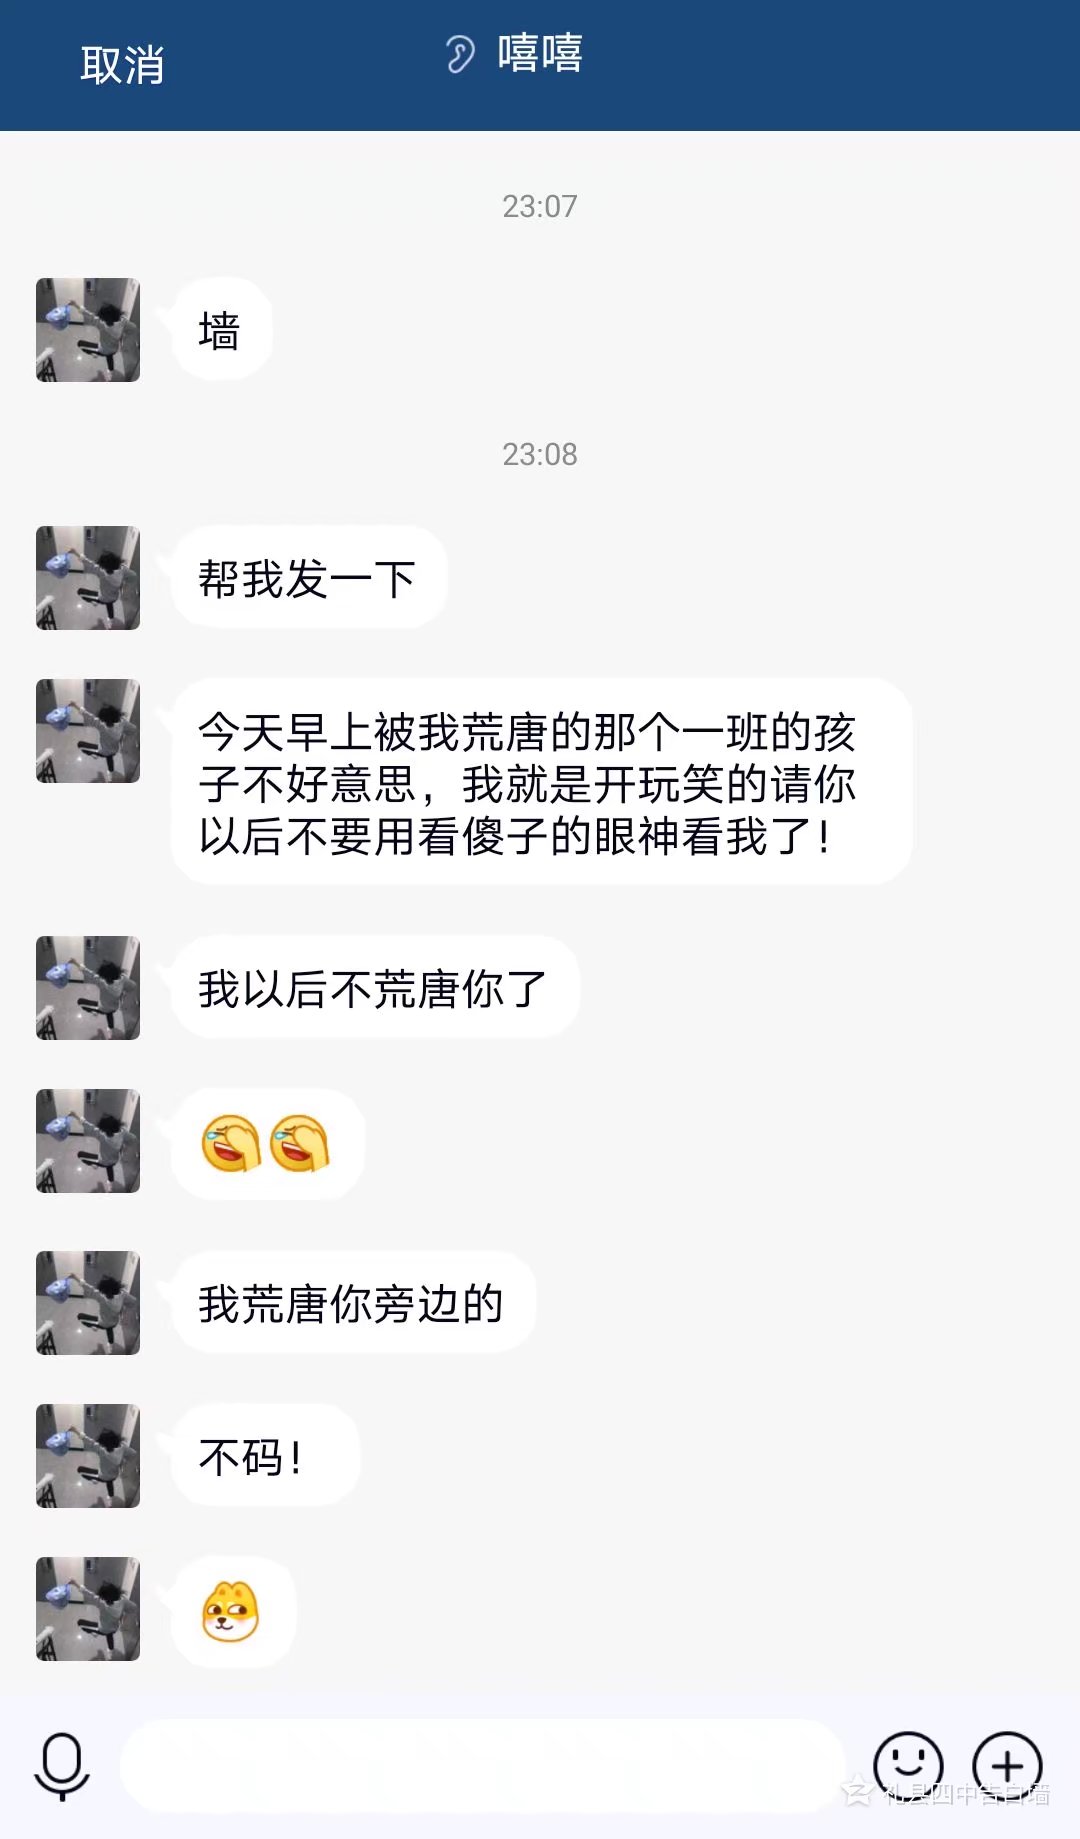 取消
嘻嘻
23:07
墙
23:08
帮我发一下
今天早上被我荒唐的那个一班的孩
子不好意思，我就是开玩笑的请你
以后不要用看傻子的眼神看我了！
我以后不荒唐你了
我荒唐你旁边的
不码！
礼县四中告白墙